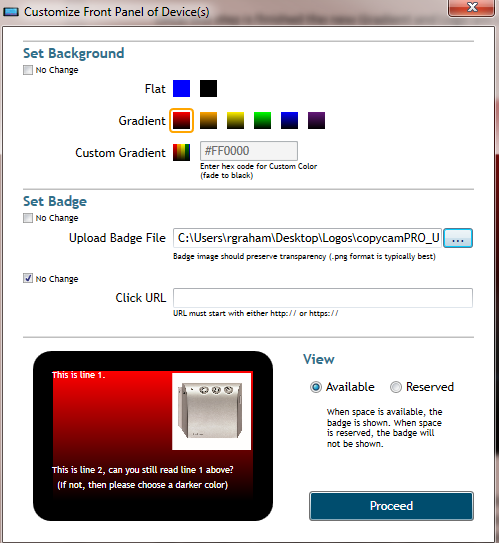 Customize Front Panel of Device(s)
Set Background
No Change
Flat
Gradient
Custom Gradient
#FF0000
Enter hex code for Custom Color
(fade to black)
Set Badge
No Change
Upload Badge File
C:\Users\rgraham\Desktop\Logos\copycamPRO_U
...
Badge image should preserve transparency (.png format is typically best)
No Change
Click URL
URL must start with either http:// or https://
This is line 1.
This is line 2, can you still read line 1 above?
(If not, then please choose a darker color)
View
Available
Reserved
When space is available, the
badge is shown. When space
is reserved, the badge will
not be shown.
Proceed